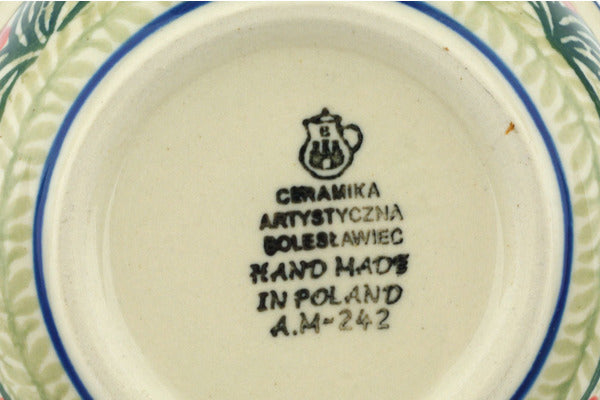 CERAMIKA
ARTYSTYCZNA
BOLESŁAWIEC
HAND MADE
IN POLAND
A.M-242